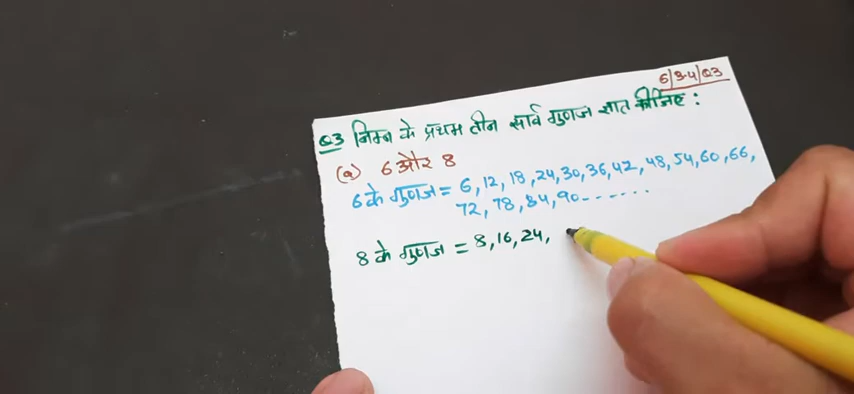 6/3.4/Q3
Q3 निम्न के प्रथम तीन सार्व गुणज ज्ञात कीजिए :
(a) 6 और 8
6 के गुणज = 6, 12, 18, 24, 30, 36, 42, 48, 54, 60, 66,
72, 78, 84, 90.......
8 के गुणज = 8, 16, 24,